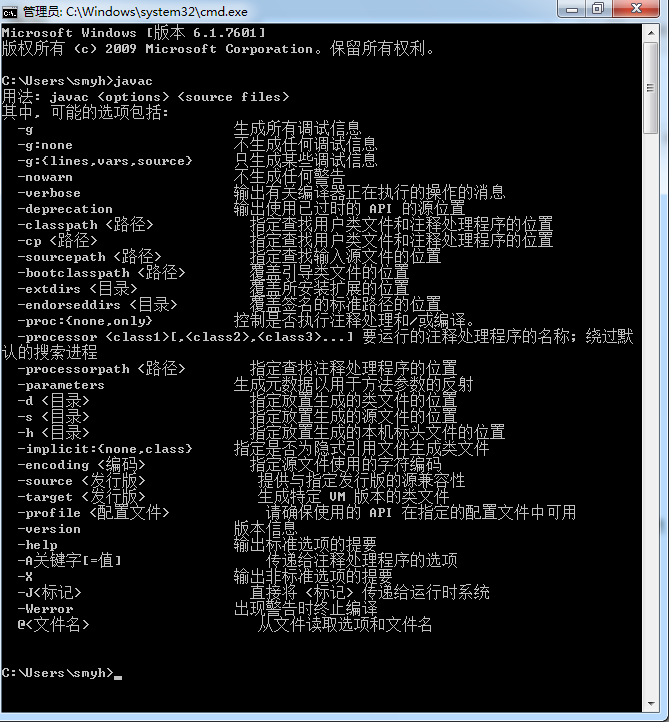 管理员: C:\Windows\system32\cmd.exe
Microsoft Windows [版本 6.1.7601]
版权所有 (c) 2009 Microsoft Corporation。保留所有权利。
C:\Users\smyh>javac
用法: javac <options> <source files>
其中, 可能的选项包括:
-g 生成所有调试信息
-g:none 不生成任何调试信息
-g:{lines,vars,source} 只生成某些调试信息
-nowarn 不生成任何警告
-verbose 输出有关编译器正在执行的操作的消息
-deprecation 输出使用已过时的 API 的源位置
-classpath <路径> 指定查找用户类文件和注释处理程序的位置
-cp <路径> 指定查找用户类文件和注释处理程序的位置
-sourcepath <路径> 指定查找输入源文件的位置
-bootclasspath <路径> 覆盖引导类文件的位置
-extdirs <目录> 覆盖所安装扩展的位置
-endorseddirs <目录> 覆盖签名的标准路径的位置
-proc:{none,only} 控制是否执行注释处理和/或编译。
-processor <class1>[,<class2>,<class3>...] 要运行的注释处理程序的名称; 绕过默
认的搜索进程
-processorpath <路径> 指定查找注释处理程序的位置
-parameters 生成元数据以用于方法参数的反射
-d <目录> 指定放置生成的类文件的位置
-s <目录> 指定放置生成的源文件的位置
-h <目录> 指定放置生成的本机标头文件的位置
-implicit:{none,class} 指定是否为隐式引用文件生成类文件
-encoding <编码> 指定源文件使用的字符编码
-source <发行版> 提供与指定发行版的源兼容性
-target <发行版> 生成特定 VM 版本的类文件
-profile <配置文件> 请确保使用的 API 在指定的配置文件中可用
-version 版本信息
-help 输出标准选项的提要
-A关键字[=值] 传递给注释处理程序的选项
-X 输出非标准选项的提要
-J<标记> 直接将 <标记> 传递给运行时系统
-Werror 出现警告时终止编译
@<文件名> 从文件读取选项和文件名
C:\Users\smyh>_